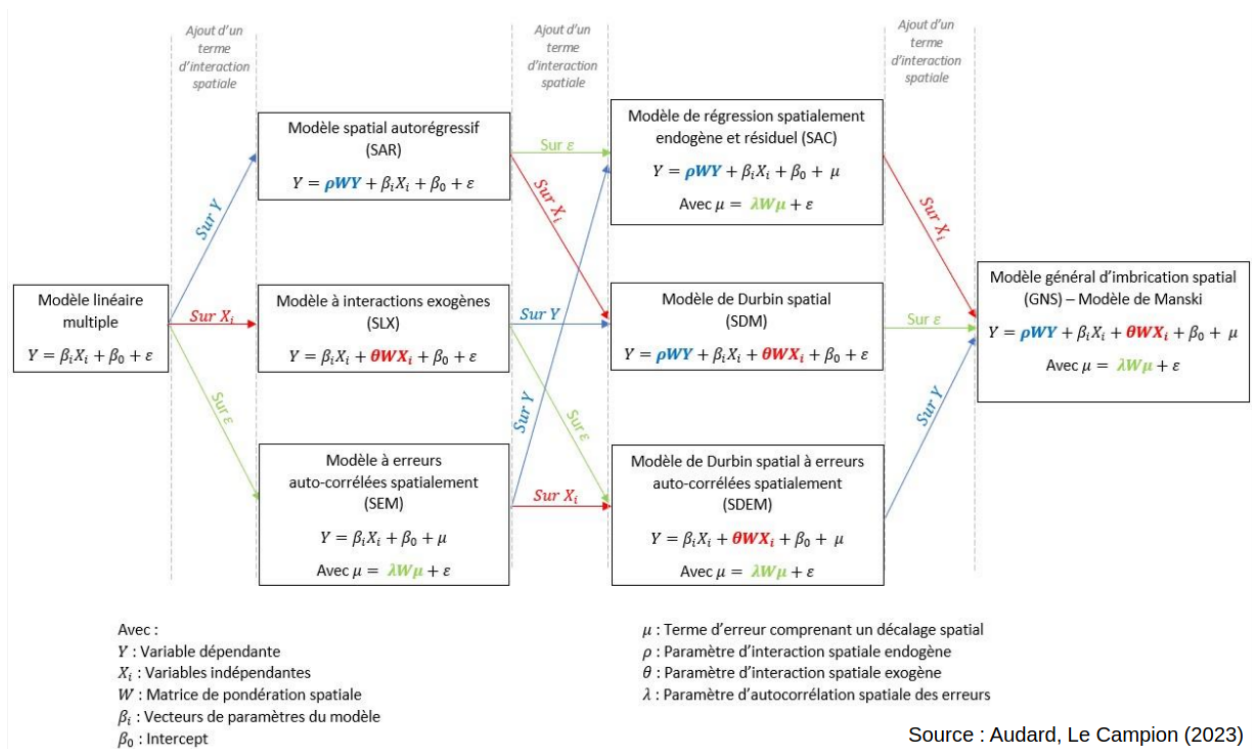 Ajout d'un
terme
d'interaction
spatiale
Ajout d'un
terme
d'interaction
spatiale
Ajout d'un
terme
d'interaction
spatiale
Modèle linéaire
multiple
Y = βᵢXᵢ + β₀ + ε
Sur Y
Sur Xᵢ
Sur ε
Modèle spatial autorégressif
(SAR)
Y = ρWY + βᵢXᵢ + β₀ + ε
Modèle à interactions exogènes
(SLX)
Y = βᵢXᵢ + θWXᵢ + β₀ + ε
Modèle à erreurs
auto-corrélées spatialement
(SEM)
Y = βᵢXᵢ + β₀ + μ
Avec μ = λWμ + ε
Sur ε
Sur Xᵢ
Sur Y
Sur ε
Sur Y
Sur Xᵢ
Modèle de régression spatialement
endogène et résiduel (SAC)
Y = ρWY + βᵢXᵢ + β₀ + μ
Avec μ = λWμ + ε
Modèle de Durbin spatial
(SDM)
Y = ρWY + βᵢXᵢ + θWXᵢ + β₀ + ε
Modèle de Durbin spatial à erreurs
auto-corrélées spatialement
(SDEM)
Y = βᵢXᵢ + θWXᵢ + β₀ + μ
Avec μ = λWμ + ε
Sur Xᵢ
Sur ε
Sur Y
Modèle général d'imbrication spatial
(GNS) – Modèle de Manski
Y = ρWY + βᵢXᵢ + θWXᵢ + β₀ + μ
Avec μ = λWμ + ε
Avec :
Y : Variable dépendante
Xᵢ : Variables indépendantes
W : Matrice de pondération spatiale
βᵢ : Vecteurs de paramètres du modèle
β₀ : Intercept
μ : Terme d'erreur comprenant un décalage spatial
ρ : Paramètre d'interaction spatiale endogène
θ : Paramètre d'interaction spatiale exogène
λ : Paramètre d'autocorrélation spatiale des erreurs
Source : Audard, Le Campion (2023)